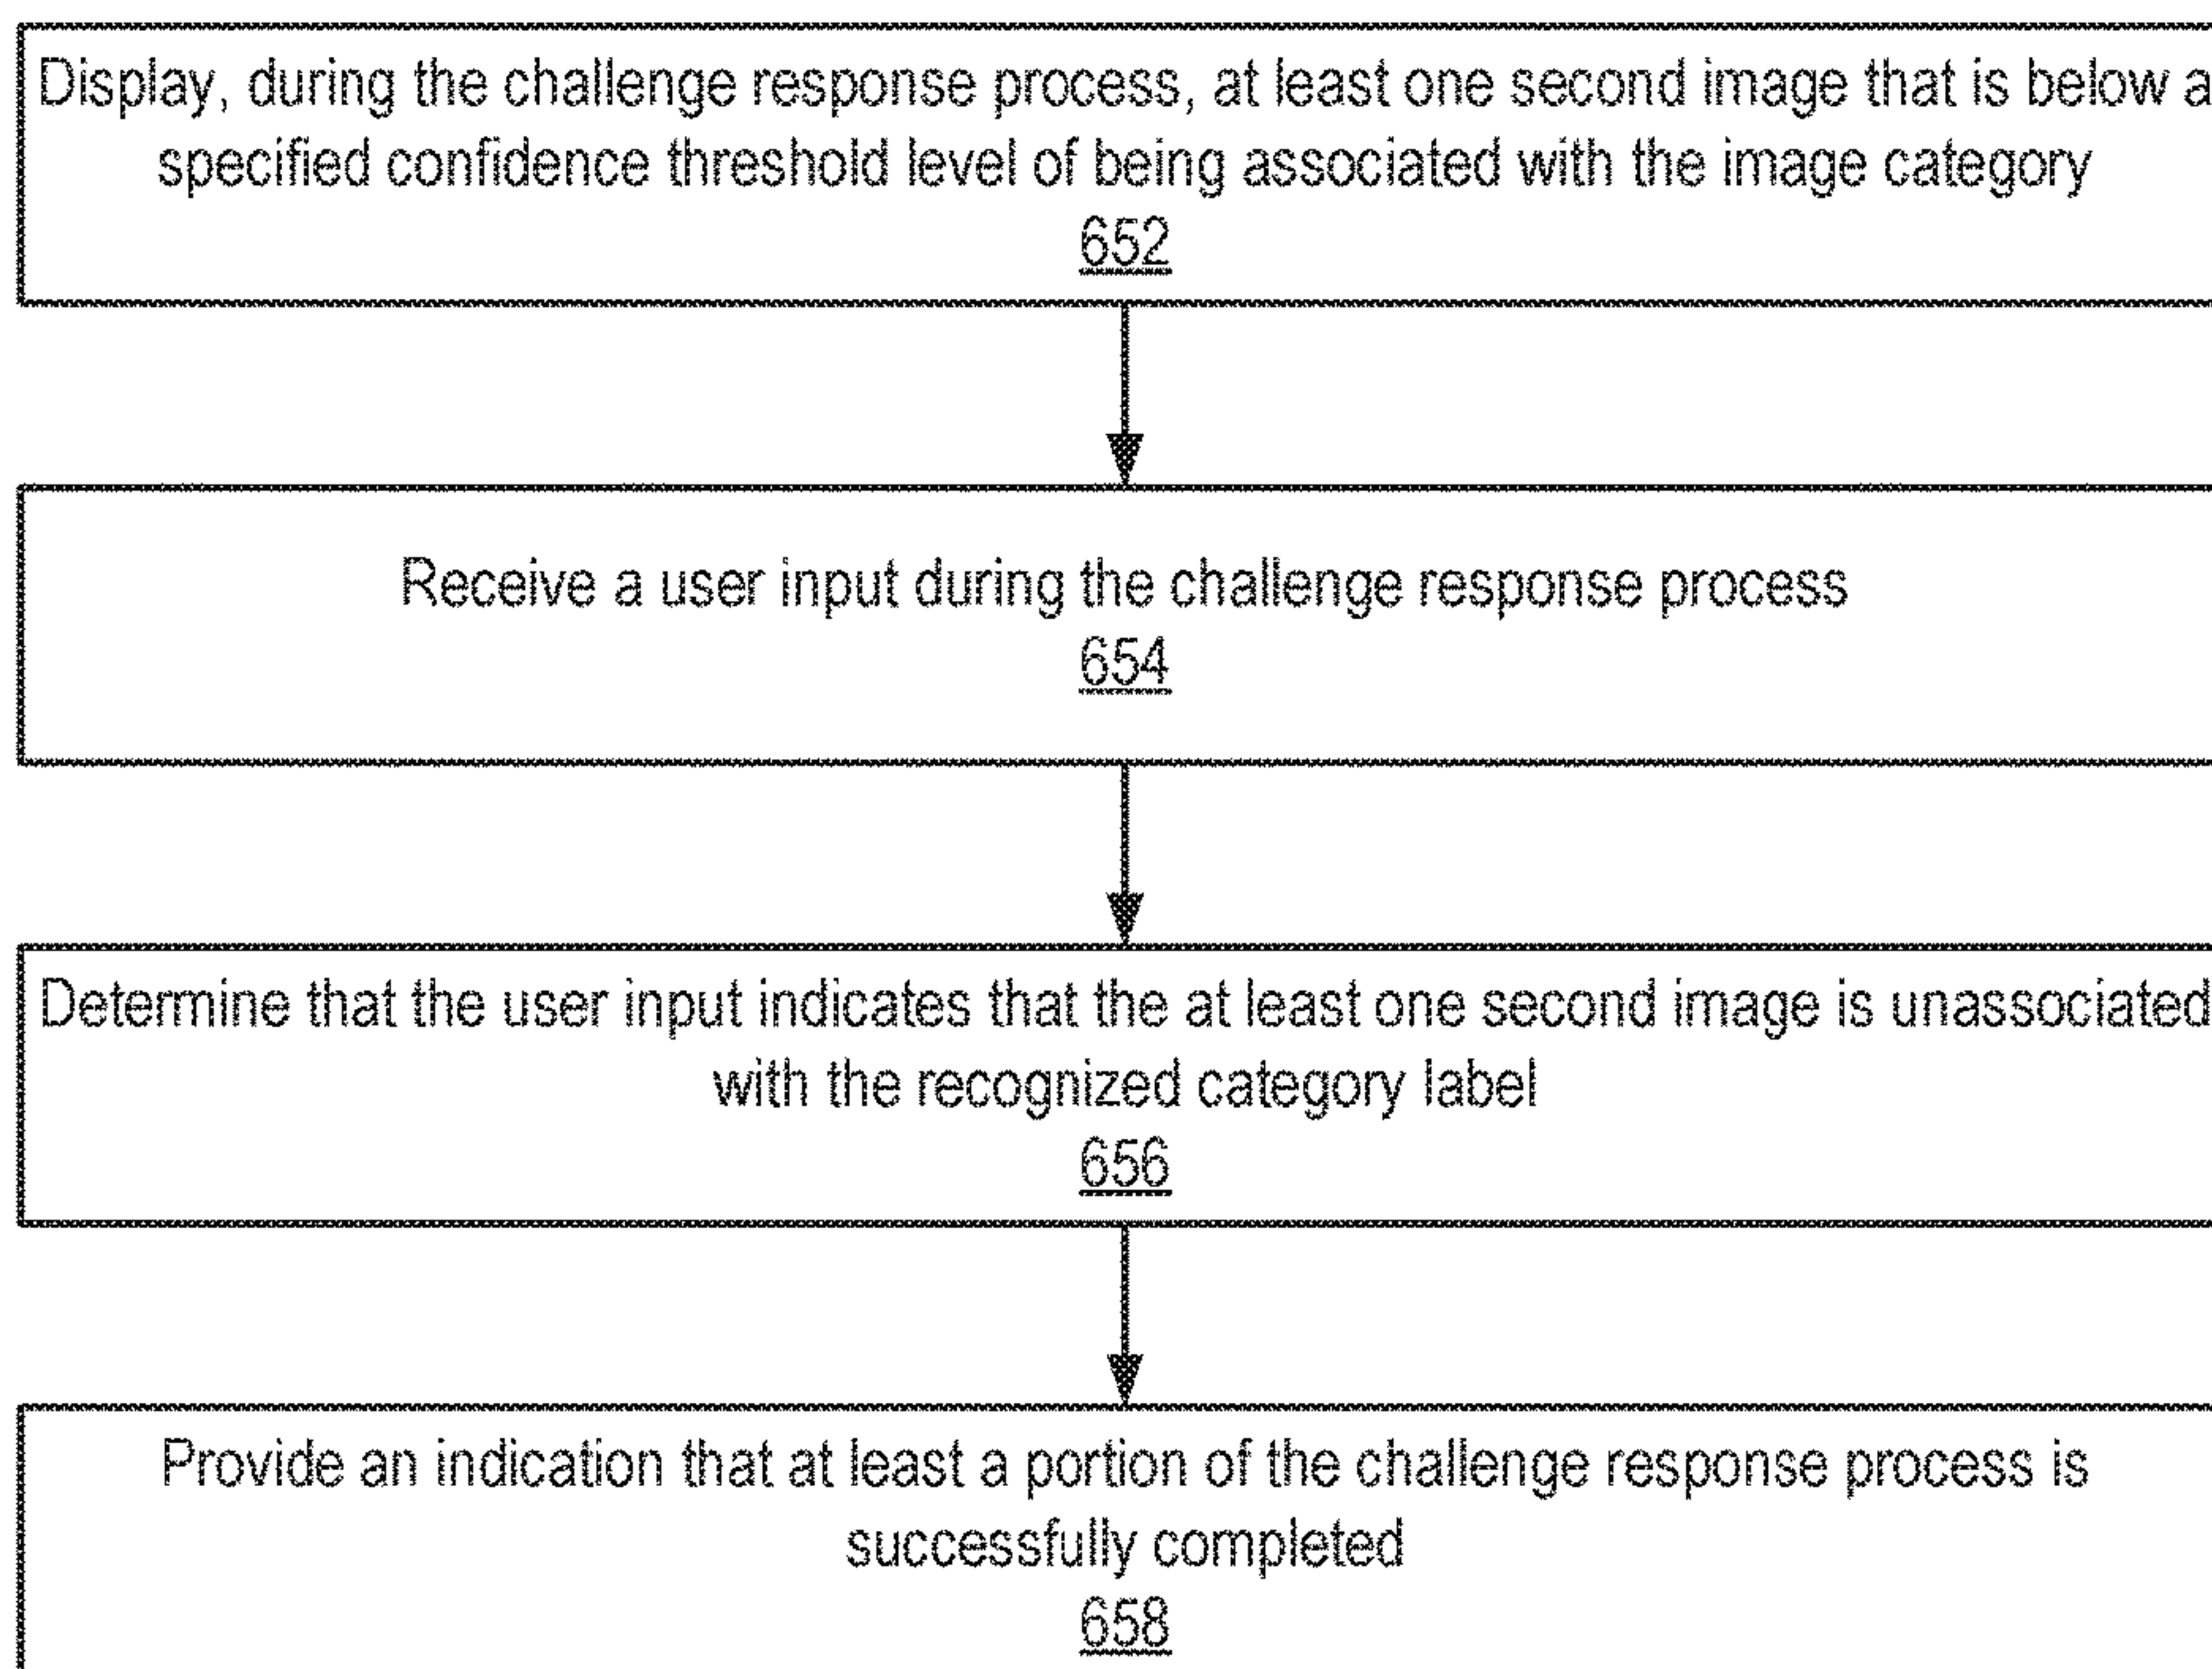 Display, during the challenge response process, at least one second image that is below a
specified confidence threshold level of being associated with the image category
652
Receive a user input during the challenge response process
654
Determine that the user input indicates that the at least one second image is unassociated
with the recognized category label
656
Provide an indication that at least a portion of the challenge response process is
successfully completed
658